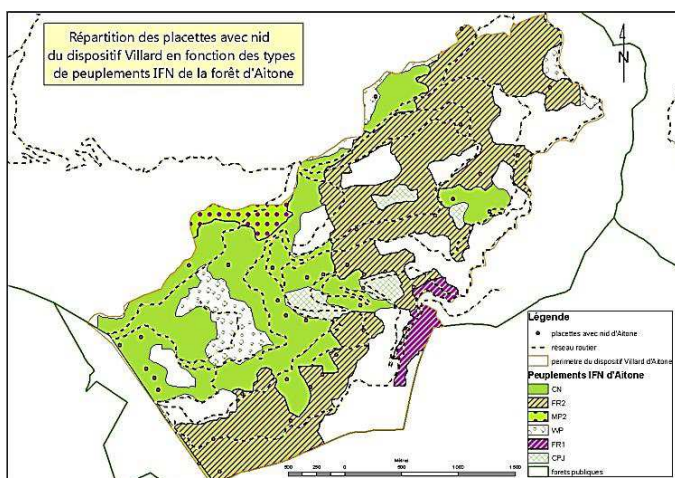 Répartition des placettes avec nid
du dispositif Villard en fonction des types
de peuplements IFN de la forêt d'Aitone
N
Légende
placettes avec nid d'Aitone
réseau routier
perimetre du dispositif Villard d'Aitone
Peuplements IFN d'Aitone
CN
FR2
MP2
WP
FR1
CPJ
forets publiques
500
0
500
1 000
1 500